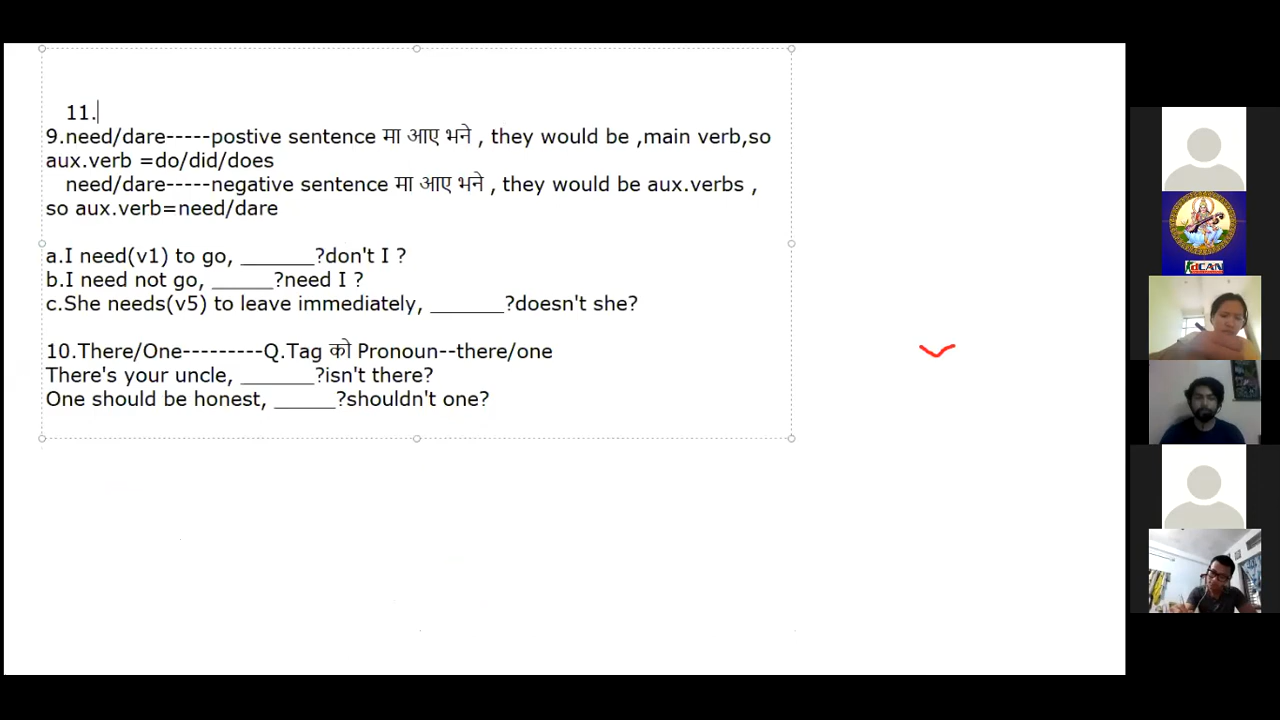 11.
9.need/dare-----postive sentence मा आए भने , they would be ,main verb,so
aux.verb =do/did/does
need/dare-----negative sentence मा आए भने , they would be aux.verbs ,
so aux.verb=need/dare
a.I need(v1) to go, _______?don't I ?
b.I need not go, ______?need I ?
c.She needs(v5) to leave immediately, _______?doesn't she?
10.There/One---------Q.Tag को Pronoun--there/one
There's your uncle, _______?isn't there?
One should be honest, ______?shouldn't one?